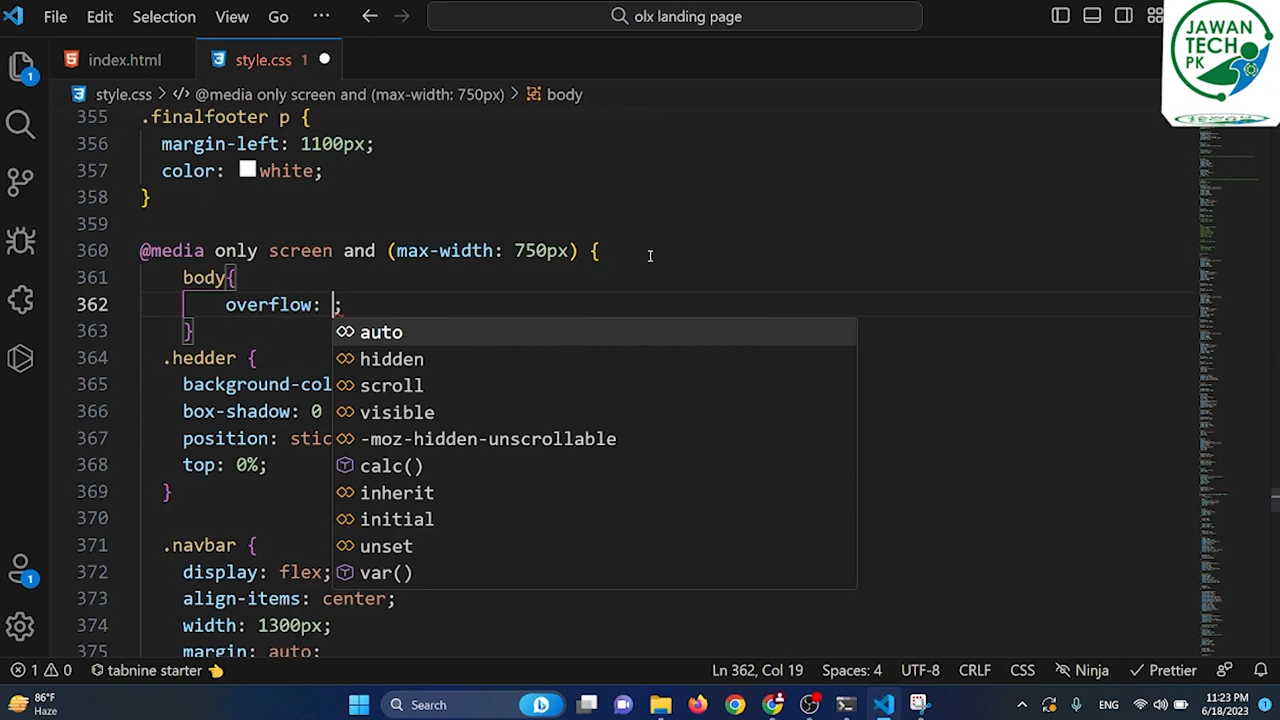 File Edit Selection View Go ··· olx landing page
JAWAN
TECH
PK
index.html style.css 1
style.css > @media only screen and (max-width: 750px) > body
355 .finalfooter p {
356 margin-left: 1100px;
357 color: white;
358 }
359
360 @media only screen and (max-width: 750px) {
361 body{
362 overflow: ;
363 }
364 .hedder {
365 background-col
366 box-shadow: 0
367 position: stic
368 top: 0%;
369 }
370
371 .navbar {
372 display: flex;
373 align-items: center;
374 width: 1300px;
375 margin: auto;
auto
hidden
scroll
visible
-moz-hidden-unscrollable
calc()
inherit
initial
unset
var()
1
1
1 0 tabnine starter Ln 362, Col 19 Spaces: 4 UTF-8 CRLF CSS Ninja Prettier
86°F
Haze
Search
ENG
11:23 PM
6/18/2023
1